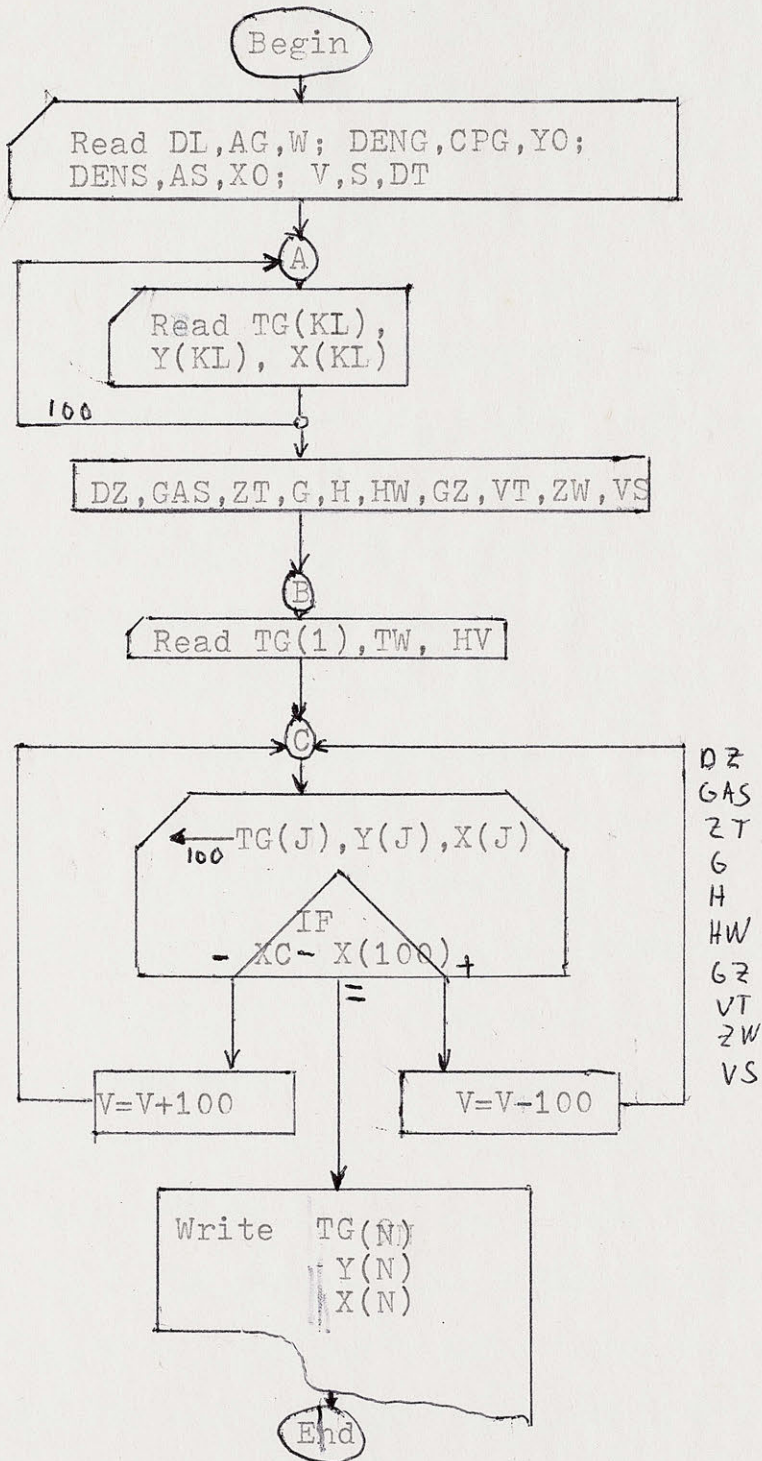 Begin
Read DL,AG,W; DENG,CPG,YO;
DENS,AS,XO; V,S,DT
A
Read TG(KL),
Y(KL), X(KL)
100
DZ,GAS,ZT,G,H,HW,GZ,VT,ZW,VS
B
Read TG(1),TW, HV
C
TG(J),Y(J),X(J)
100
IF
- XC- X(100) +
=
V=V+100
V=V-100
DZ
GAS
ZT
G
H
HW
GZ
VT
ZW
VS
Write TG(N)
Y(N)
X(N)
End